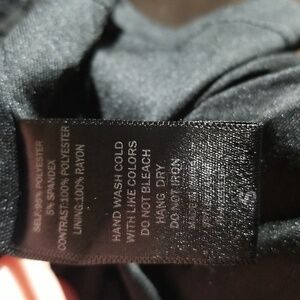 SELF:95% POLYESTER
5% SPANDEX
CONTRAST:100% POLYESTER
LINING:100% RAYON
HAND WASH COLD
WITH LIKE COLORS
DO NOT BLEACH
HANG DRY
DO NOT IRON